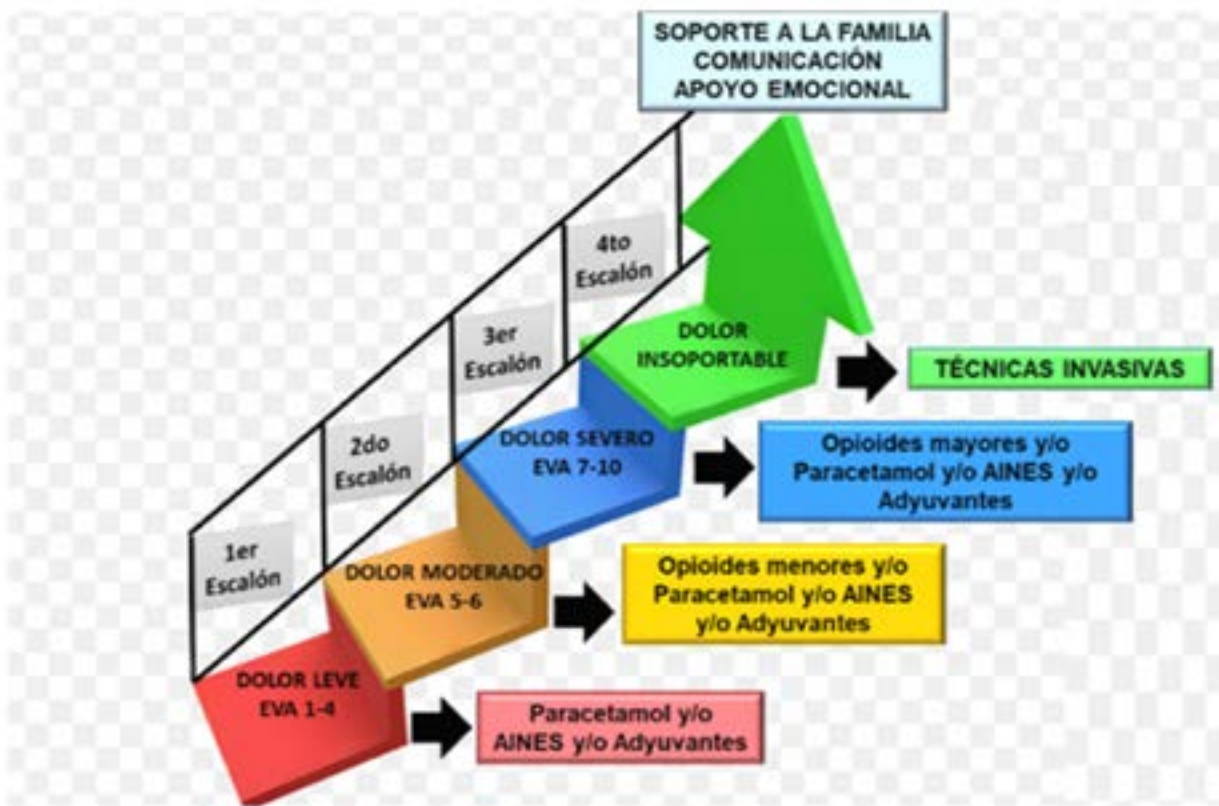 SOPORTE A LA FAMILIA
COMUNICACIÓN
APOYO EMOCIONAL
4to
Escalón
DOLOR
INSOPORTABLE
TÉCNICAS INVASIVAS
3er
Escalón
DOLOR SEVERO
EVA 7-10
Opioides mayores y/o
Paracetamol y/o AINES y/o
Adyuvantes
2do
Escalón
DOLOR MODERADO
EVA 5-6
Opioides menores y/o
Paracetamol y/o AINES
y/o Adyuvantes
1er
Escalón
DOLOR LEVE
EVA 1-4
Paracetamol y/o
AINES y/o Adyuvantes